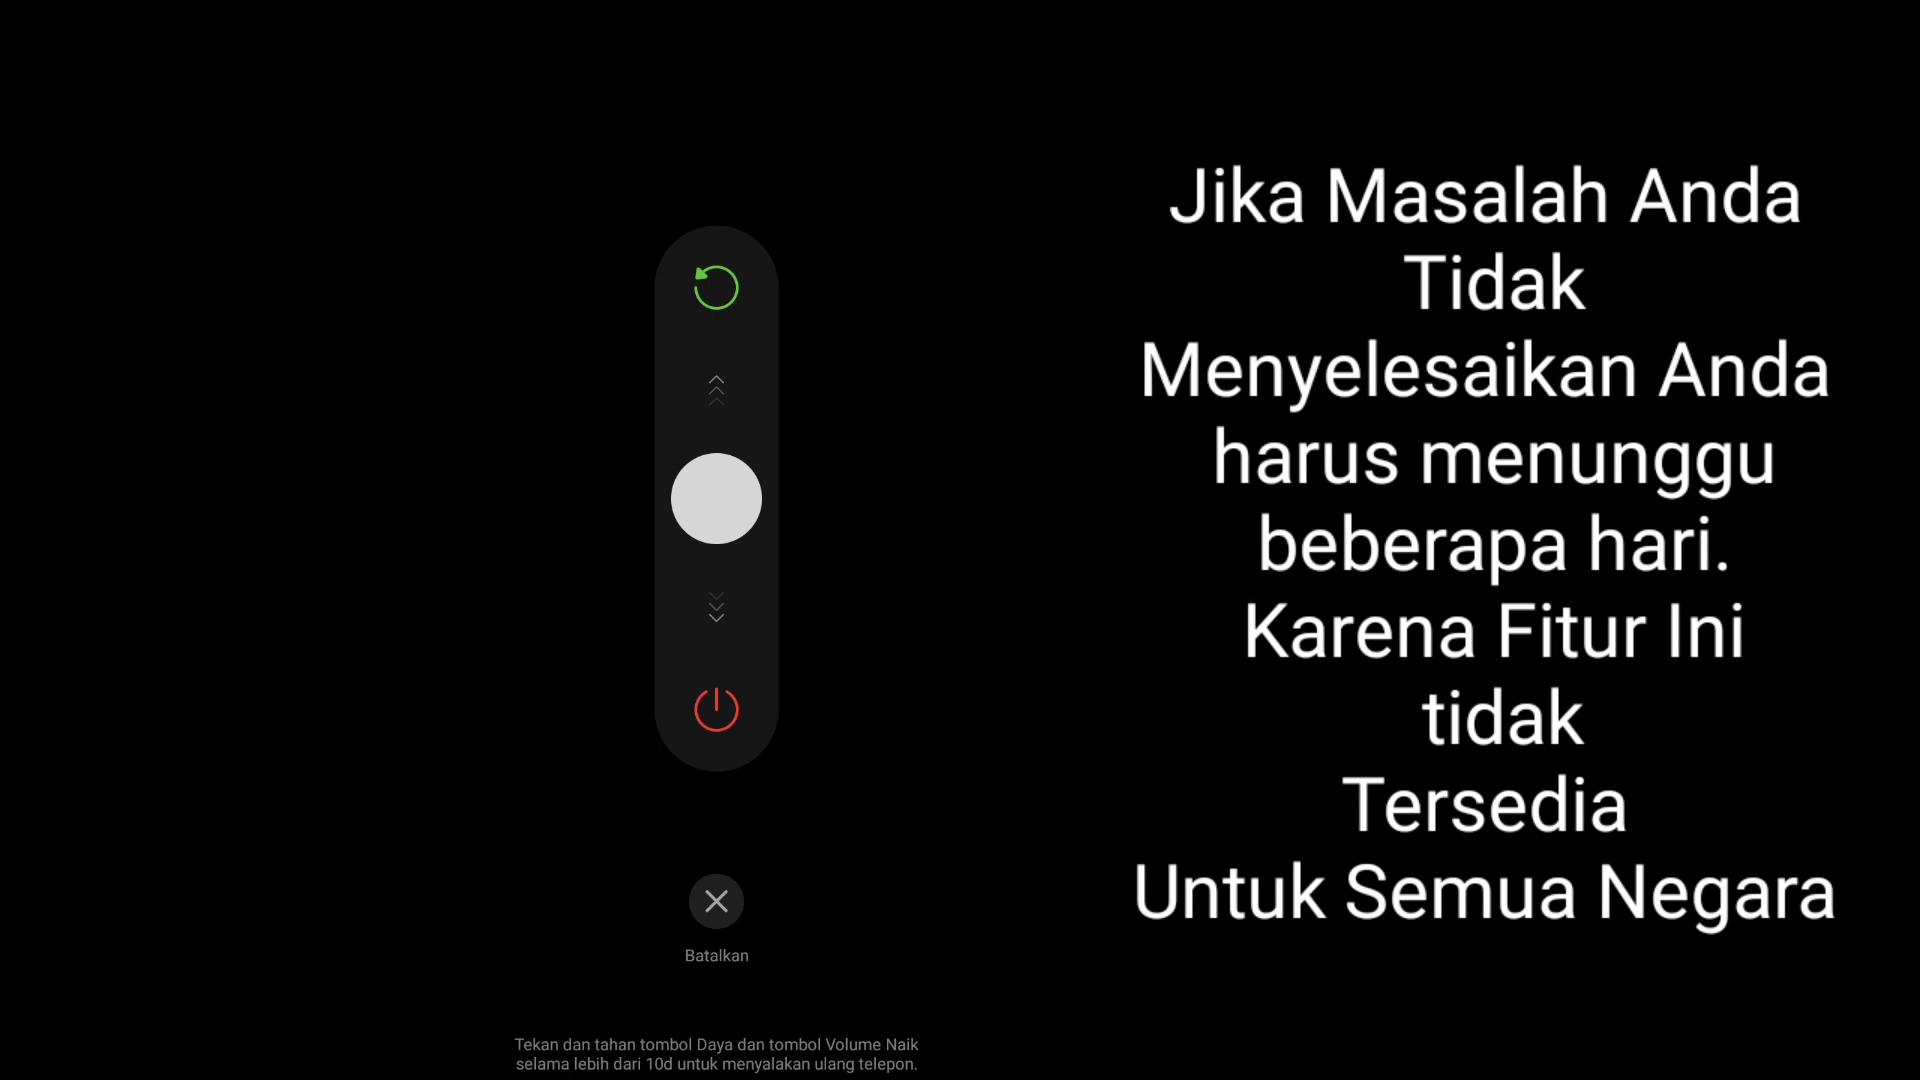 Jika Masalah Anda
Tidak
Menyelesaikan Anda
harus menunggu
beberapa hari.
Karena Fitur Ini
tidak
Tersedia
Untuk Semua Negara
Batalkan
Tekan dan tahan tombol Daya dan tombol Volume Naik
selama lebih dari 10d untuk menyalakan ulang telepon.